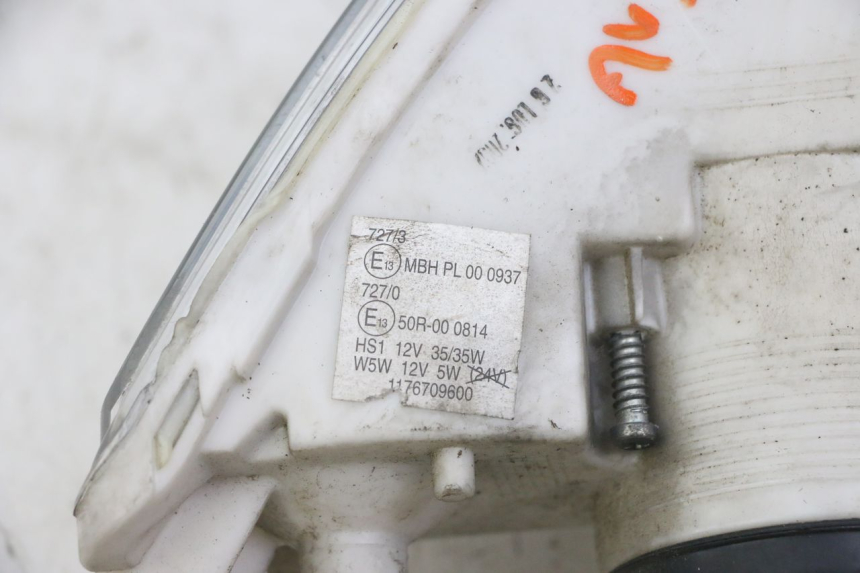 727/3
E13 MBH PL 00 0937
727/0
E13 50R-00 0814
HS1 12V 35/35W
W5W 12V 5W (24V)
1176709600